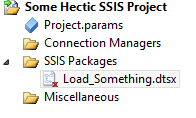 Some Hectic SSIS Project
Project.params
Connection Managers
SSIS Packages
Load_Something.dtsx
Miscellaneous